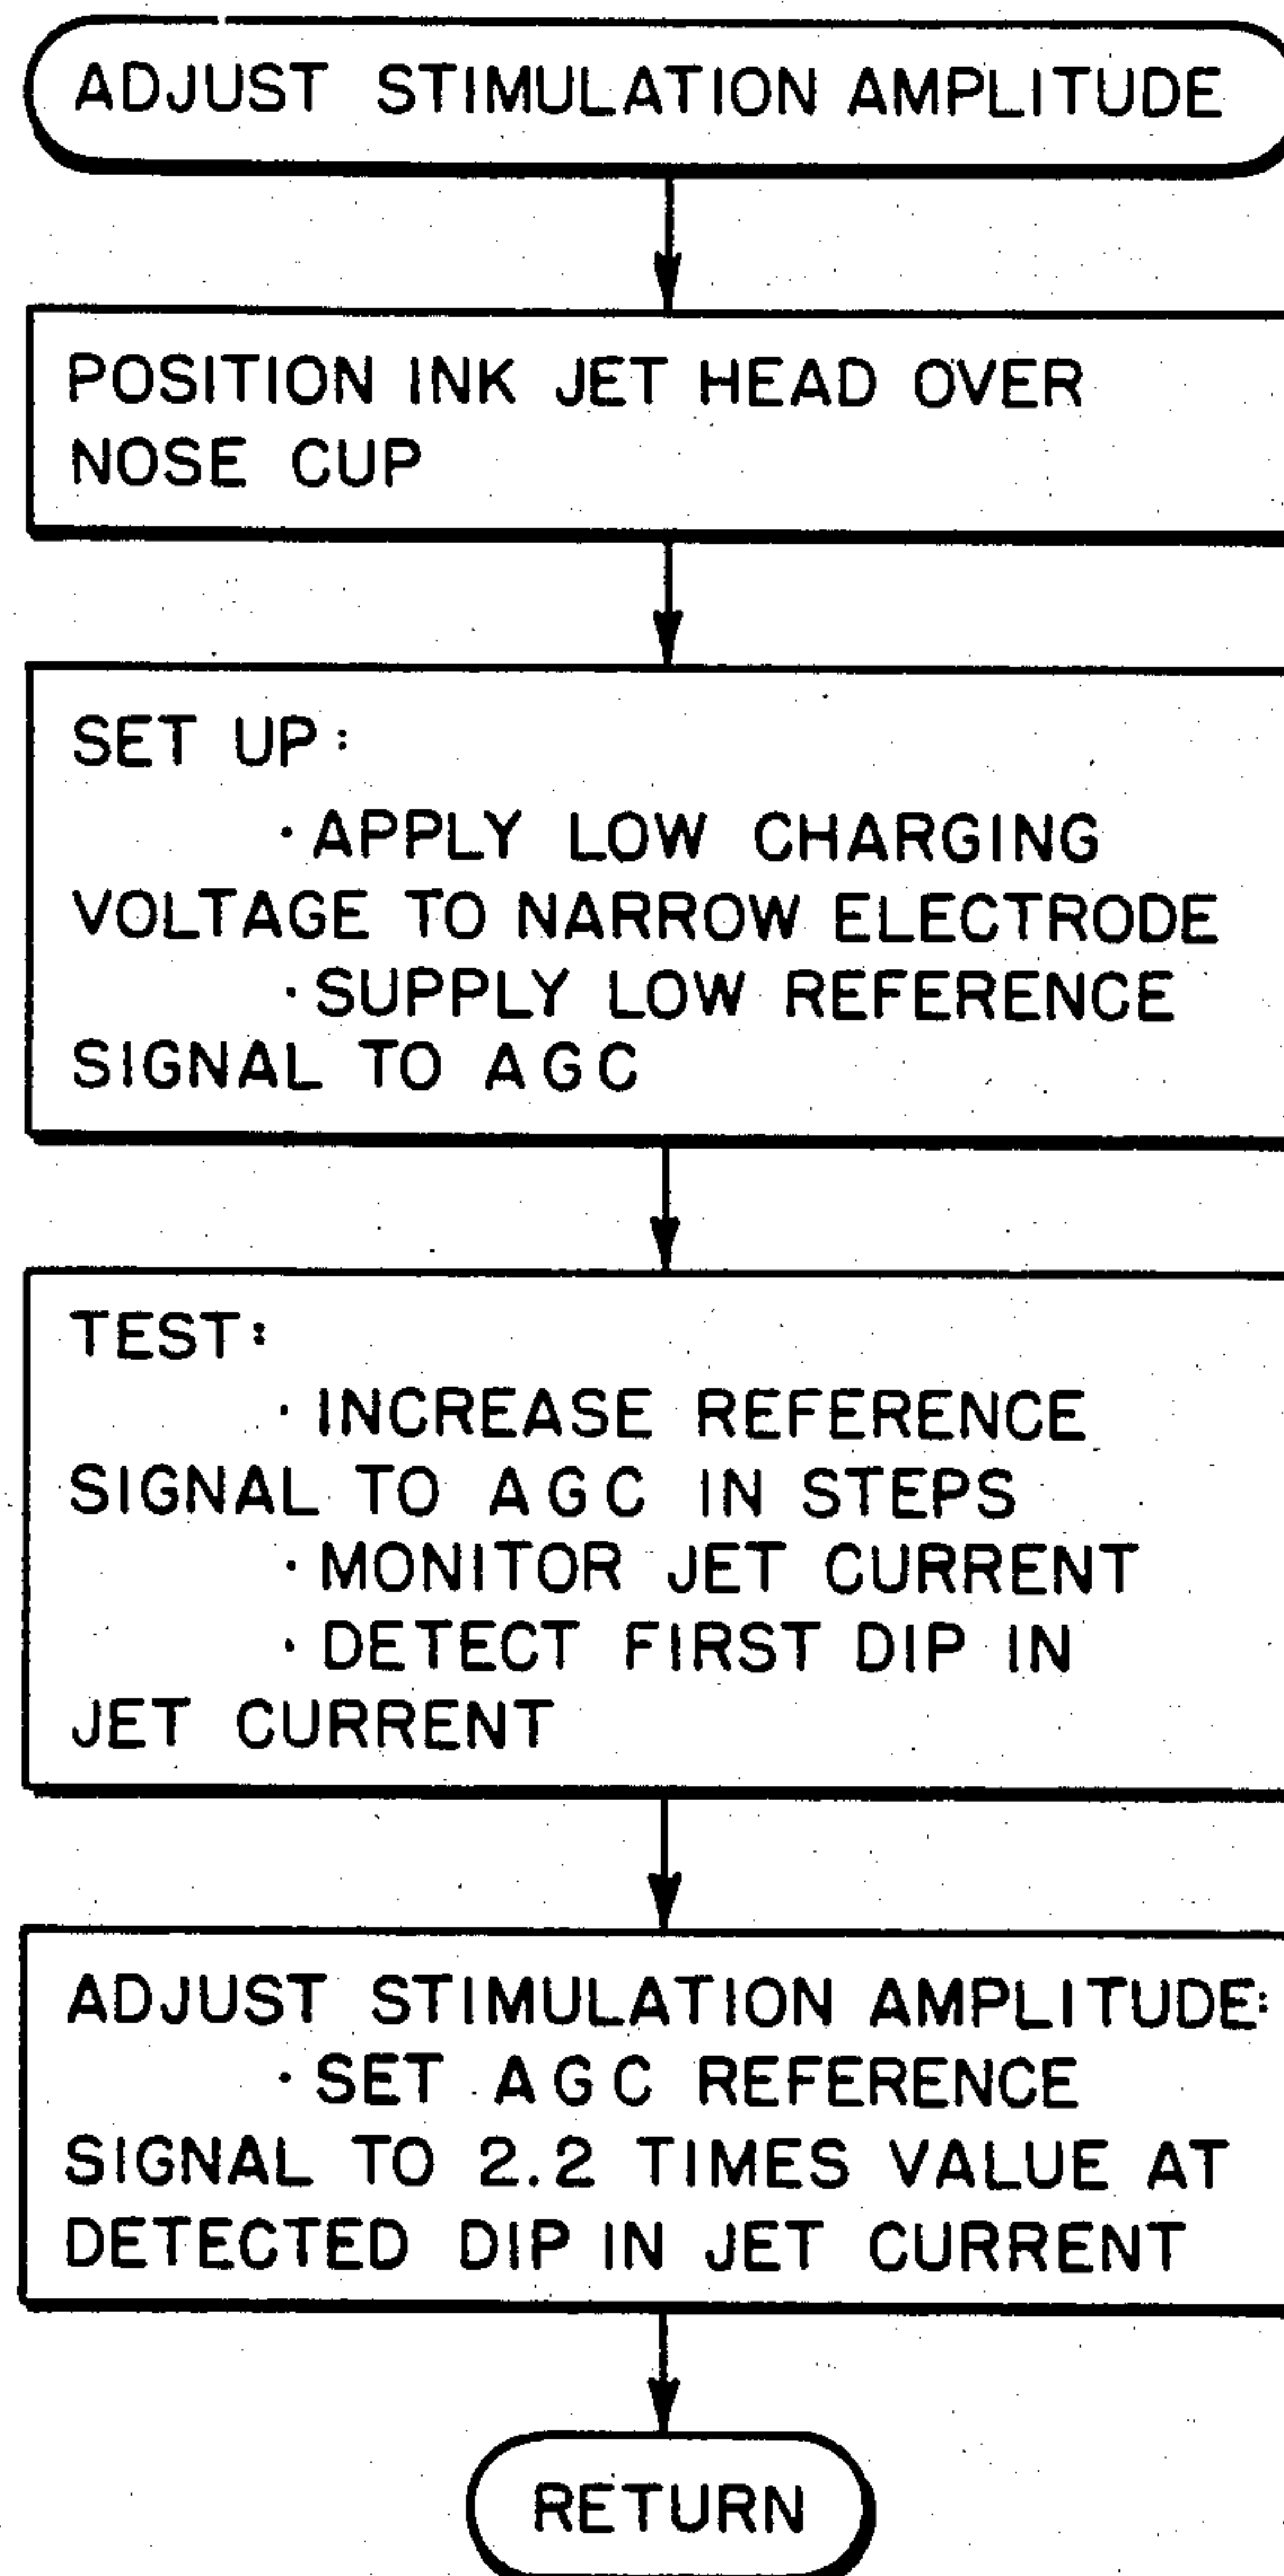 ADJUST STIMULATION AMPLITUDE
POSITION INK JET HEAD OVER
NOSE CUP
SET UP:
· APPLY LOW CHARGING
VOLTAGE TO NARROW ELECTRODE
· SUPPLY LOW REFERENCE
SIGNAL TO AGC
TEST:
· INCREASE REFERENCE
SIGNAL TO AGC IN STEPS
· MONITOR JET CURRENT
· DETECT FIRST DIP IN
JET CURRENT
ADJUST STIMULATION AMPLITUDE:
· SET AGC REFERENCE
SIGNAL TO 2.2 TIMES VALUE AT
DETECTED DIP IN JET CURRENT
RETURN